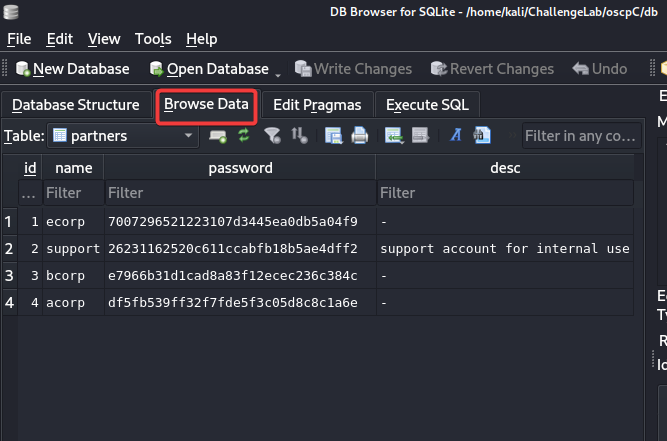 DB Browser for SQLite - /home/kali/ChallengeLab/oscpC/db
File Edit View Tools Help
New Database Open Database Write Changes Revert Changes Undo
Database Structure Browse Data Edit Pragmas Execute SQL
Table: partners Filter in any co...
id name password desc
... Filter Filter Filter
1 1 ecorp 7007296521223107d3445ea0db5a04f9 -
2 2 support 26231162520c611ccabfb18b5ae4dff2 support account for internal use
3 3 bcorp e7966b31d1cad8a83f12ecec236c384c -
4 4 acorp df5fb539ff32f7fde5f3c05d8c8c1a6e -